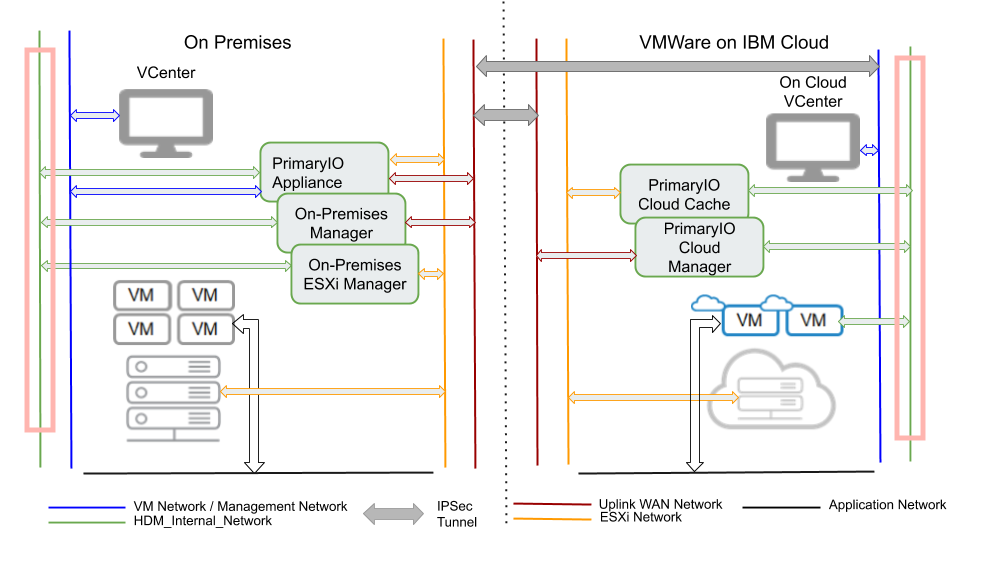 On Premises
VMWare on IBM Cloud
VCenter
On Cloud
VCenter
PrimaryIO
Appliance
On-Premises
Manager
On-Premises
ESXi Manager
PrimaryIO
Cloud Cache
PrimaryIO
Cloud
Manager
VM
VM
VM
VM
VM
VM
VM Network / Management Network
HDM_Internal_Network
IPSec
Tunnel
Uplink WAN Network
ESXi Network
Application Network